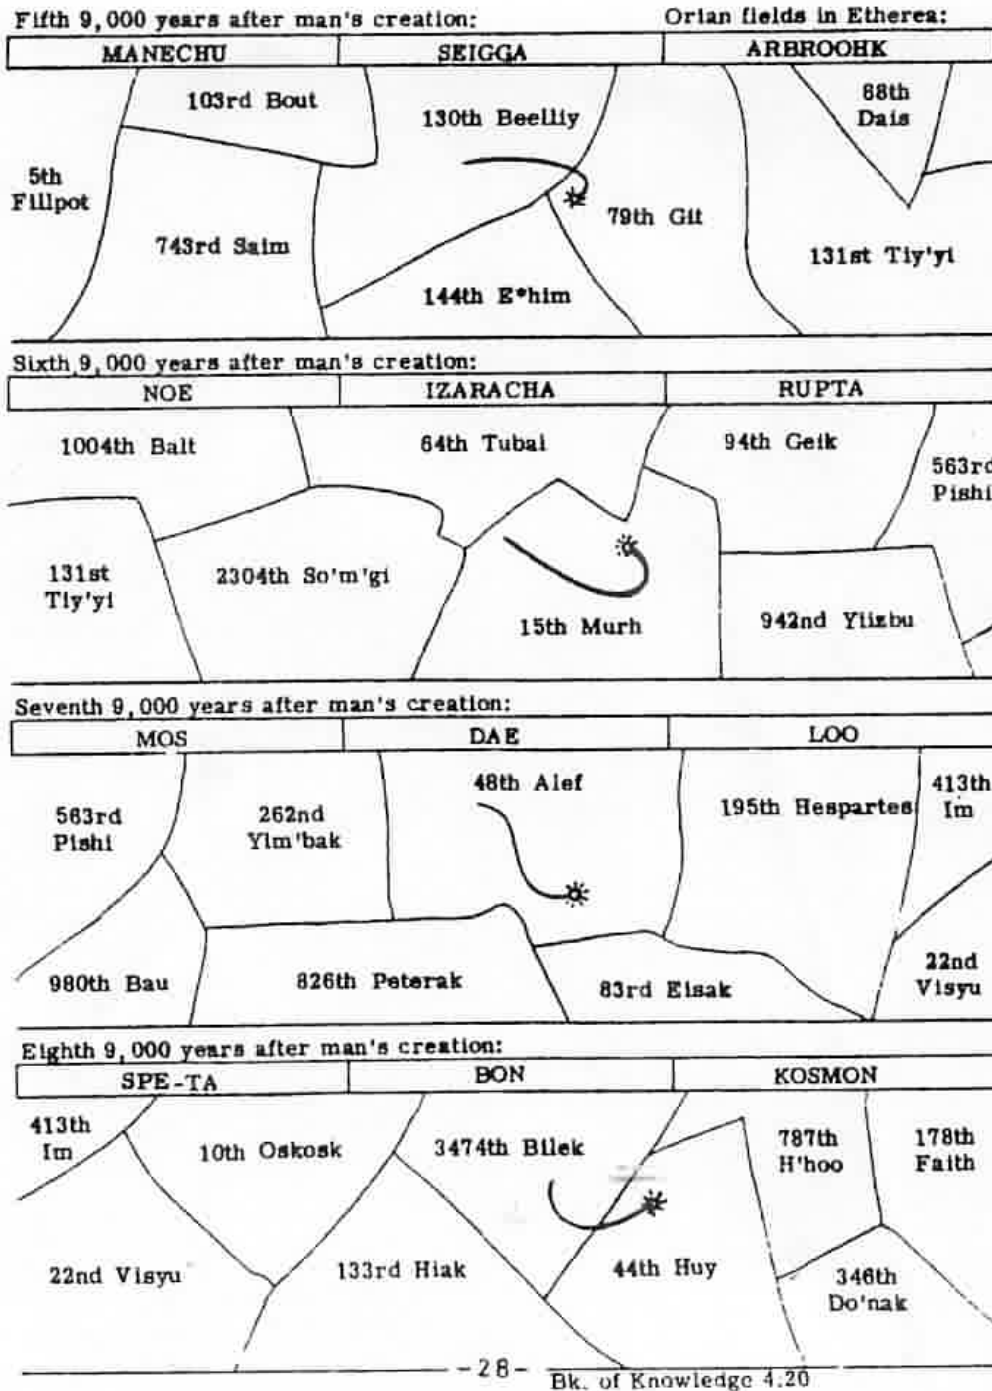 Fifth 9,000 years after man's creation: Orian fields in Etherea:
MANECHU SEIGGA ARBROOHK
103rd Bout
130th Beelliy
68th
Dais
5th
Fillpot
743rd Saim
79th Git
131st Tiy'yi
144th E*him
Sixth 9,000 years after man's creation:
NOE IZARACHA RUPTA
1004th Balt
64th Tubal
94th Geik
563rd
Pishi
131st
Tiy'yi
2304th So'm'gi
15th Murh
942nd Yiizbu
Seventh 9,000 years after man's creation:
MOS DAE LOO
563rd
Pishi
262nd
Yim'bak
48th Alef
195th Hespartes
413th
Im
980th Bau
826th Peterak
83rd Eisak
22nd
Visyu
Eighth 9,000 years after man's creation:
SPE-TA BON KOSMON
413th
Im
10th Oskosk
3474th Bilek
787th
H'hoo
178th
Faith
22nd Visyu
133rd Hiak
44th Huy
346th
Do'nak
-28-
Bk. of Knowledge 4:20